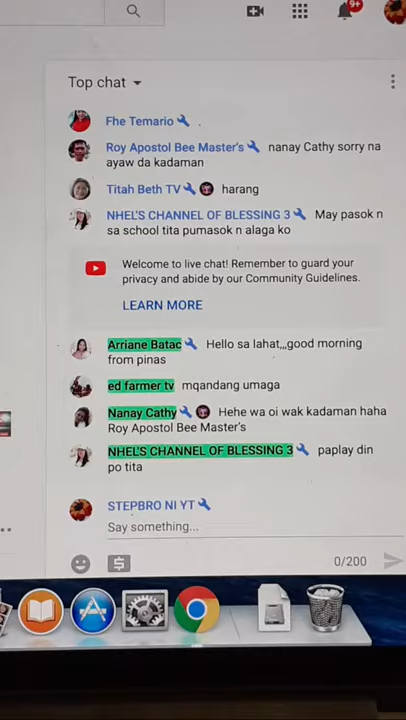 9+
Top chat
Fhe Temario
Roy Apostol Bee Master's nanay Cathy sorry na
ayaw da kadaman
Titah Beth TV harang
NHEL'S CHANNEL OF BLESSING 3 May pasok n
sa school tita pumasok n alaga ko
Welcome to live chat! Remember to guard your
privacy and abide by our Community Guidelines.
LEARN MORE
Arriane Batac Hello sa lahat,,,good morning
from pinas
ed farmer tv mqandang umaga
Nanay Cathy Hehe wa oi wak kadaman haha
Roy Apostol Bee Master's
NHEL'S CHANNEL OF BLESSING 3 paplay din
po tita
STEPBRO NI YT
Say something...
0/200